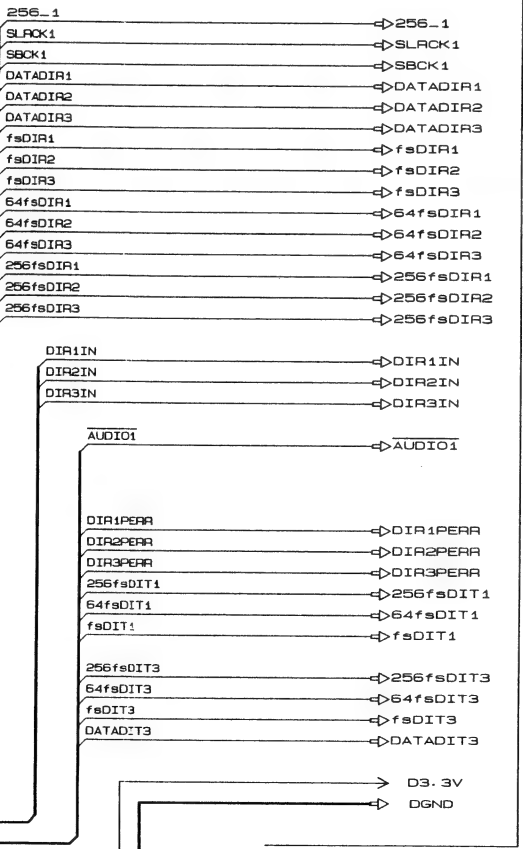 256_1 256_1
SLRCK1 SLRCK1
SBCK1 SBCK1
DATADIR1 DATADIR1
DATADIR2 DATADIR2
DATADIR3 DATADIR3
fsDIR1 fsDIR1
fsDIR2 fsDIR2
fsDIR3 fsDIR3
64fsDIR1 64fsDIR1
64fsDIR2 64fsDIR2
64fsDIR3 64fsDIR3
256fsDIR1 256fsDIR1
256fsDIR2 256fsDIR2
256fsDIR3 256fsDIR3
DIR1IN DIR1IN
DIR2IN DIR2IN
DIR3IN DIR3IN
AUDIO1 AUDIO1
DIR1PERR DIR1PERR
DIR2PERR DIR2PERR
DIR3PERR DIR3PERR
256fsDIT1 256fsDIT1
64fsDIT1 64fsDIT1
fsDIT1 fsDIT1
256fsDIT3 256fsDIT3
64fsDIT3 64fsDIT3
fsDIT3 fsDIT3
DATADIT3 DATADIT3
D3.3V
DGND